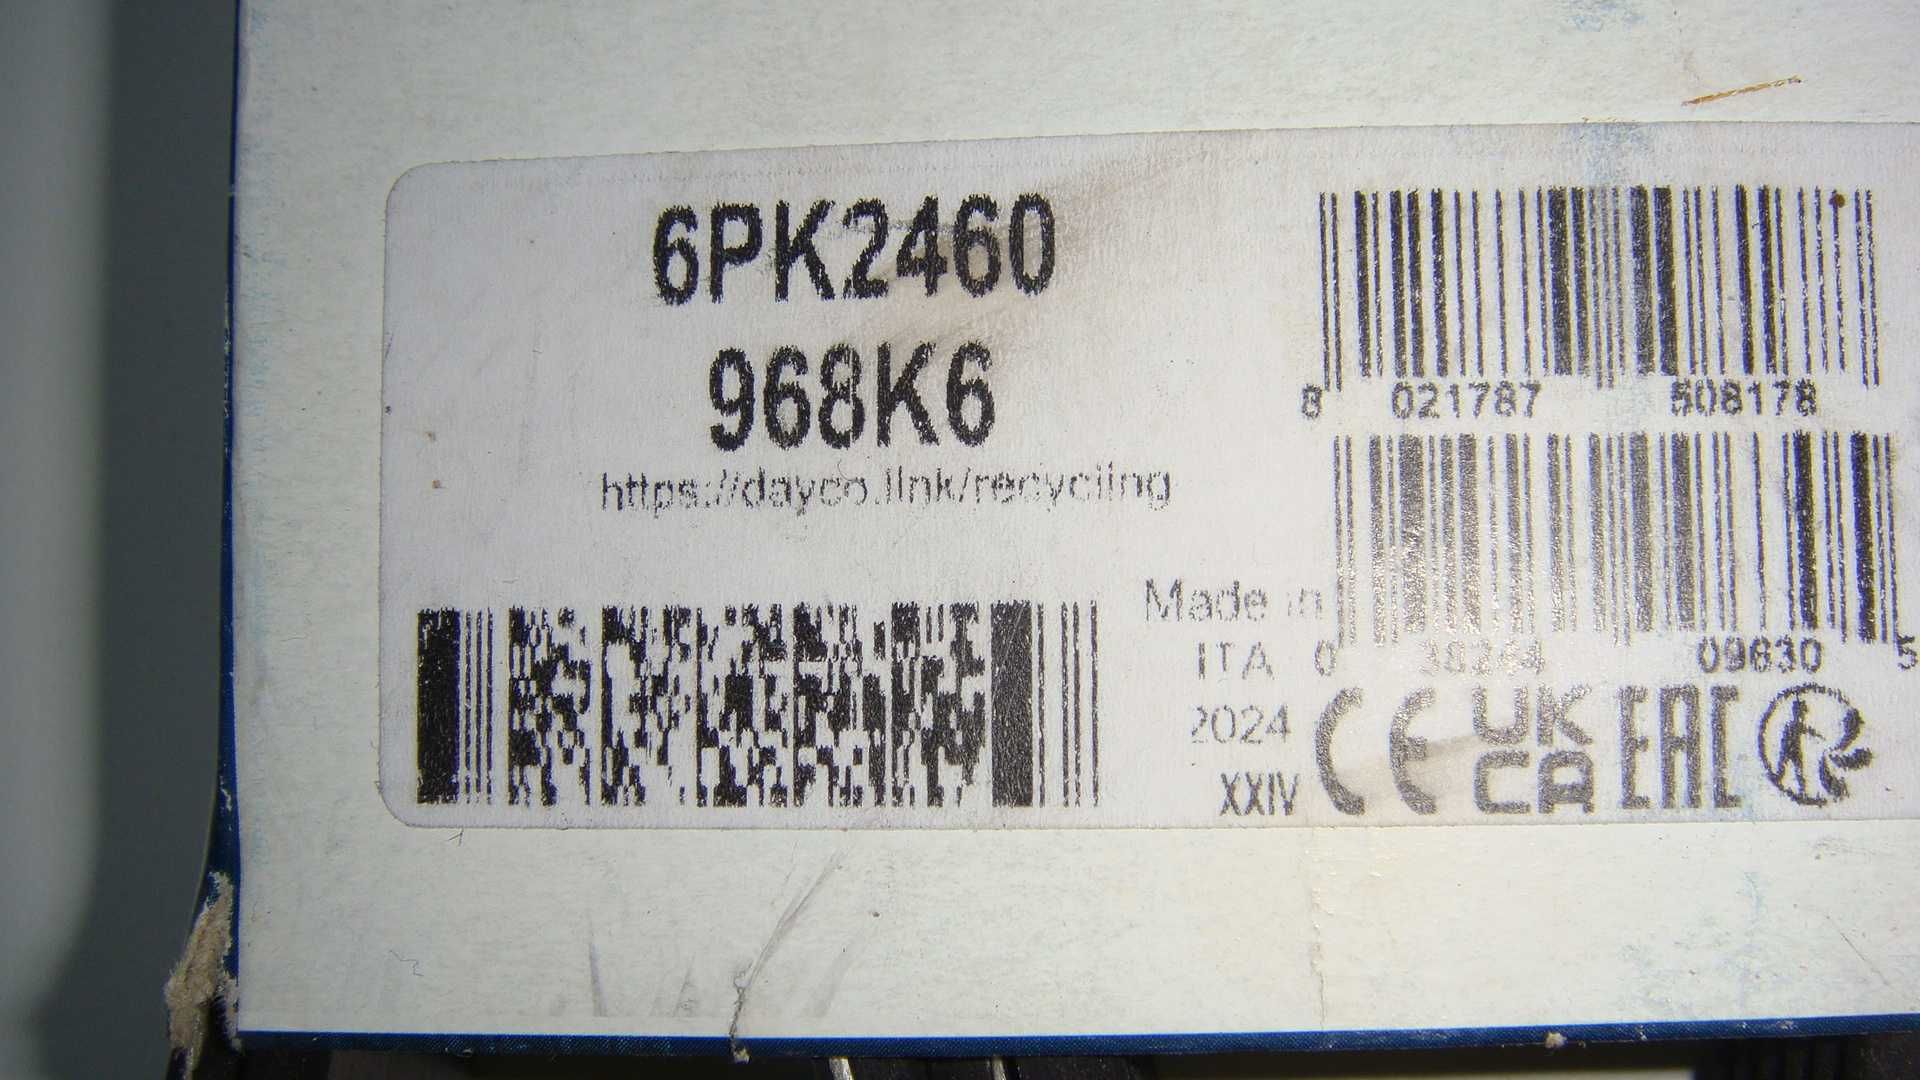 6PK2460
968K6
https://dayco.link/recycling
8 021787 508178
Made in
ITA
2024
XXIV
0 38244 09630 5
CE
UK
CA
EAC